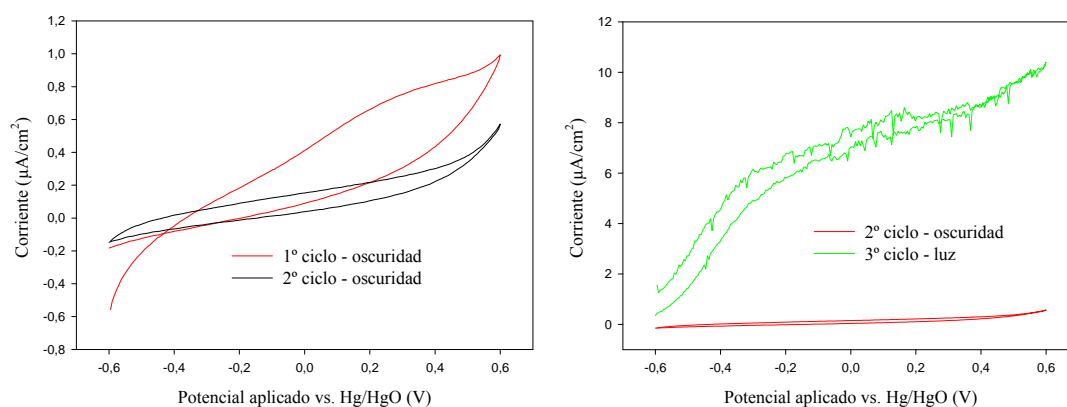 1,2
1,0
0,8
0,6
0,4
0,2
0,0
-0,2
-0,4
-0,6
-0,8
Corriente (µA/cm²)
1º ciclo - oscuridad
2º ciclo - oscuridad
-0,6 -0,4 -0,2 0,0 0,2 0,4 0,6
Potencial aplicado vs. Hg/HgO (V)
12
10
8
6
4
2
0
Corriente (µA/cm²)
2º ciclo - oscuridad
3º ciclo - luz
-0,6 -0,4 -0,2 0,0 0,2 0,4 0,6
Potencial aplicado vs. Hg/HgO (V)